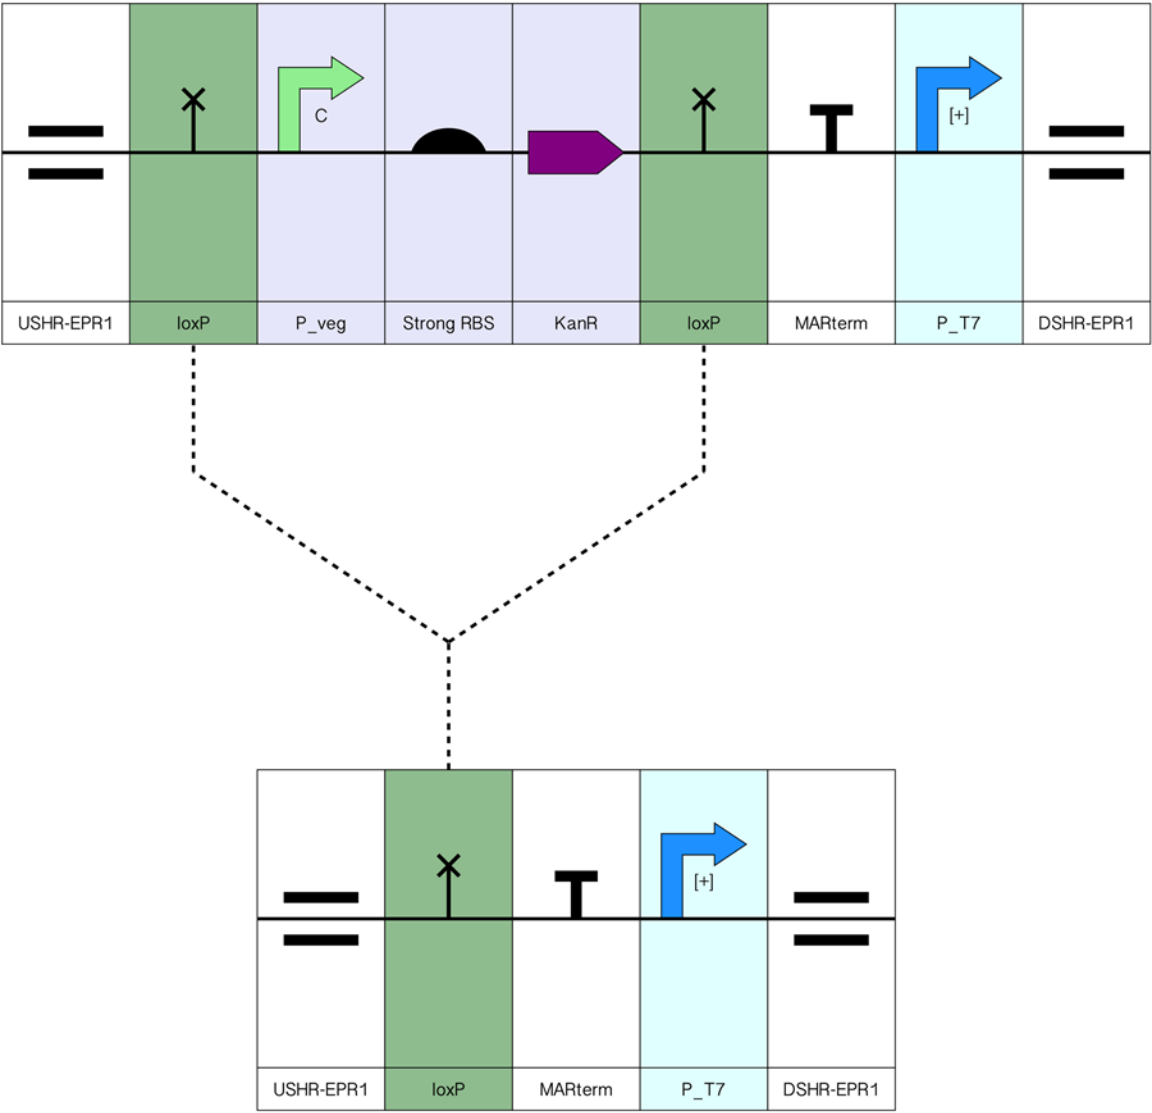 C
[+]
USHR-EPR1 loxP P_veg Strong RBS KanR loxP MARterm P_T7 DSHR-EPR1
[+]
USHR-EPR1 loxP MARterm P_T7 DSHR-EPR1